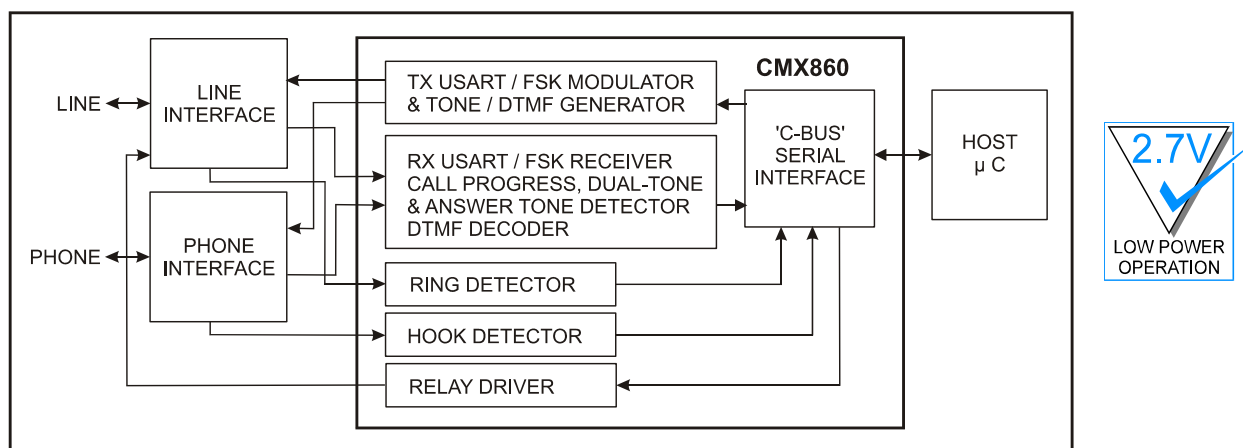 CMX860
LINE
LINE
INTERFACE
PHONE
PHONE
INTERFACE
TX USART / FSK MODULATOR
& TONE / DTMF GENERATOR
RX USART / FSK RECEIVER
CALL PROGRESS, DUAL-TONE
& ANSWER TONE DETECTOR
DTMF DECODER
RING DETECTOR
HOOK DETECTOR
RELAY DRIVER
'C-BUS'
SERIAL
INTERFACE
HOST
µ C
2.7V
LOW POWER
OPERATION